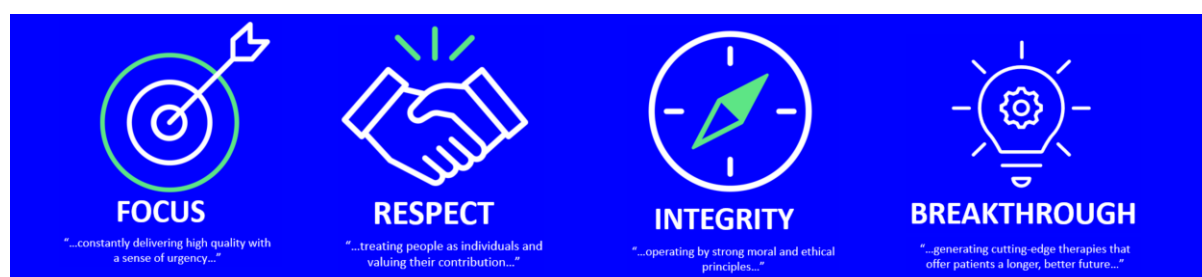 FOCUS
"...constantly delivering high quality with
a sense of urgency..."
RESPECT
"...treating people as individuals and
valuing their contribution..."
INTEGRITY
"...operating by strong moral and ethical
principles..."
BREAKTHROUGH
"...generating cutting-edge therapies that
offer patients a longer, better future..."